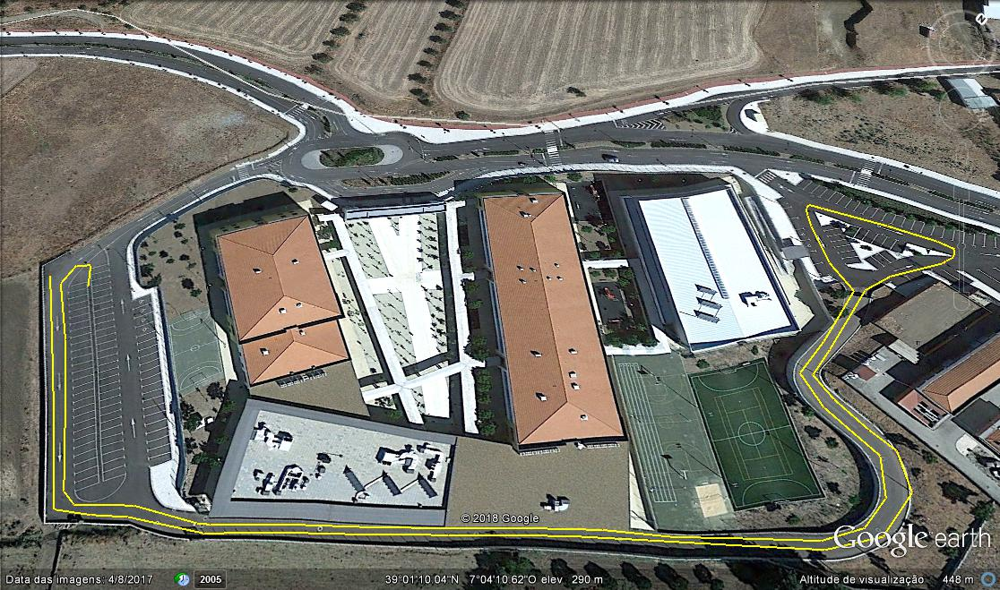 © 2018 Google
Google earth
Data das imagens: 4/8/2017 2005 39°01'10.04"N 7°04'10.62"O elev 290 m Altitude de visualização 448 m